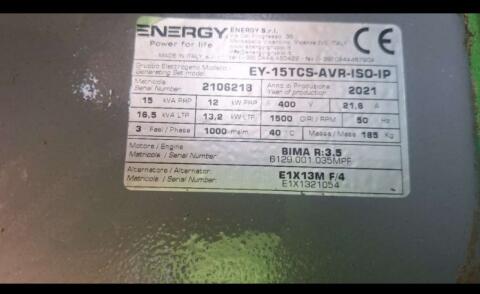 ENERGY
Power for life
MADE IN ITALY
ENERGY S.r.l.
CE
Gruppo Elettrogeno Modello
Generating Set model EY-15TCS-AVR-ISO-IP
Matricola
Serial Number 2106218
Anno di Produzione
Year of production 2021
15 kVA PRP 12 kW PRP 400 V 21,6 A
16,5 kVA LTP 13,2 kW LTP 1500 GIRI / RPM 50 Hz
3 Fasi / Phase 1000 mslm 40 °C Massa / Mass 185 Kg
Motore / Engine BIMA R:3.5
Matricola / Serial Number 6129.001.035MPF
Alternatore / Alternator E1X13M F/4
Matricola / Serial Number E1X1321054